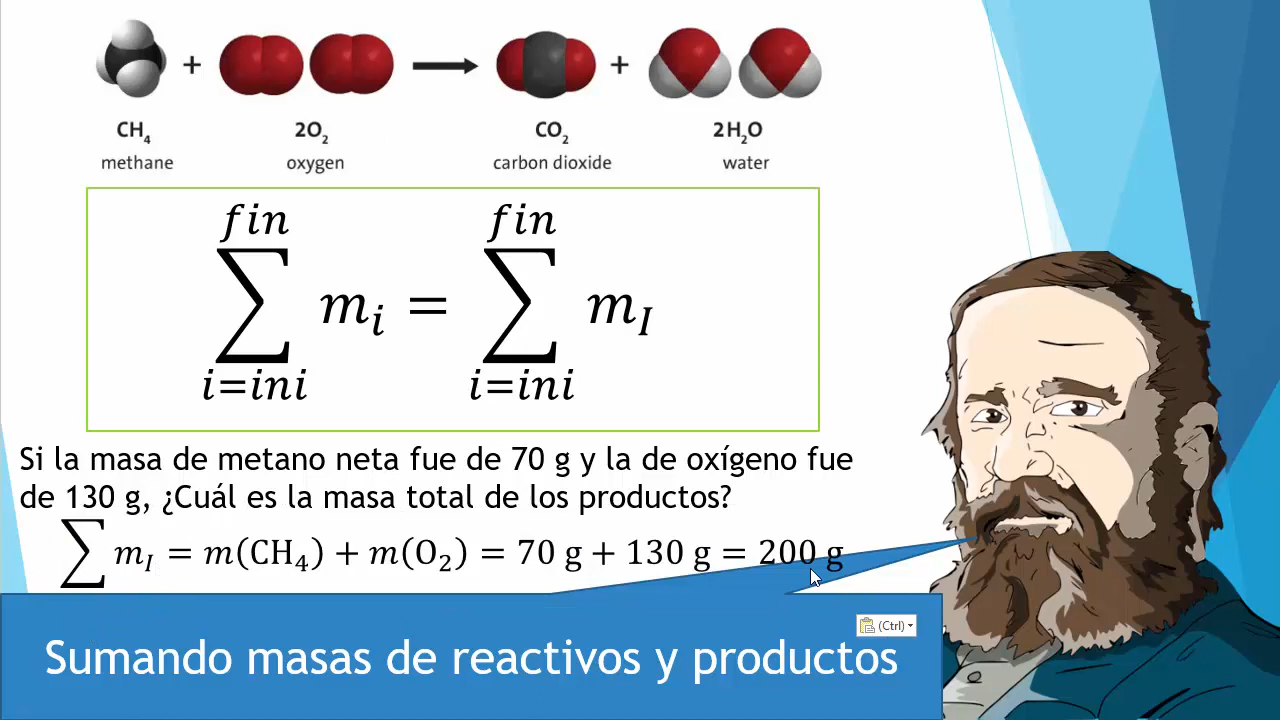 CH₄ + 2O₂ → CO₂ + 2H₂O
methane oxygen carbon dioxide water
fin fin
∑ mᵢ = ∑ m_I
i=ini i=ini
Si la masa de metano neta fue de 70 g y la de oxígeno fue
de 130 g, ¿Cuál es la masa total de los productos?
∑ m_I = m(CH₄) + m(O₂) = 70 g + 130 g = 200 g
(Ctrl)
Sumando masas de reactivos y productos